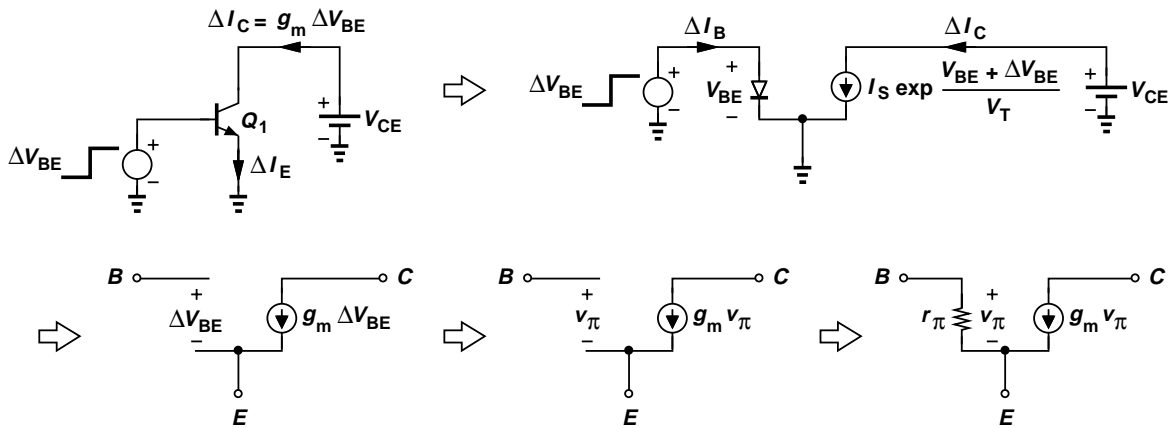 ΔI_C = g_m ΔV_BE
Q_1
V_CE
ΔV_BE
ΔI_E
+
−
+
−
ΔI_B
ΔI_C
ΔV_BE
+
−
+
V_BE
−
I_S exp V_BE + ΔV_BE / V_T
+
−
V_CE
B
C
+
ΔV_BE
−
g_m ΔV_BE
E
B
C
+
v_π
−
g_m v_π
E
B
C
r_π
+
v_π
−
g_m v_π
E